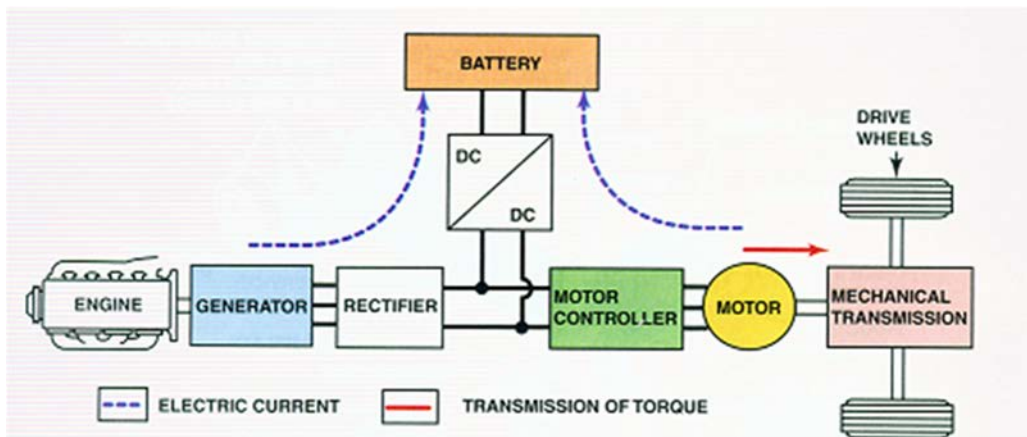 BATTERY
DRIVE
WHEELS
DC
DC
ENGINE
GENERATOR
RECTIFIER
MOTOR
CONTROLLER
MOTOR
MECHANICAL
TRANSMISSION
ELECTRIC CURRENT
TRANSMISSION OF TORQUE